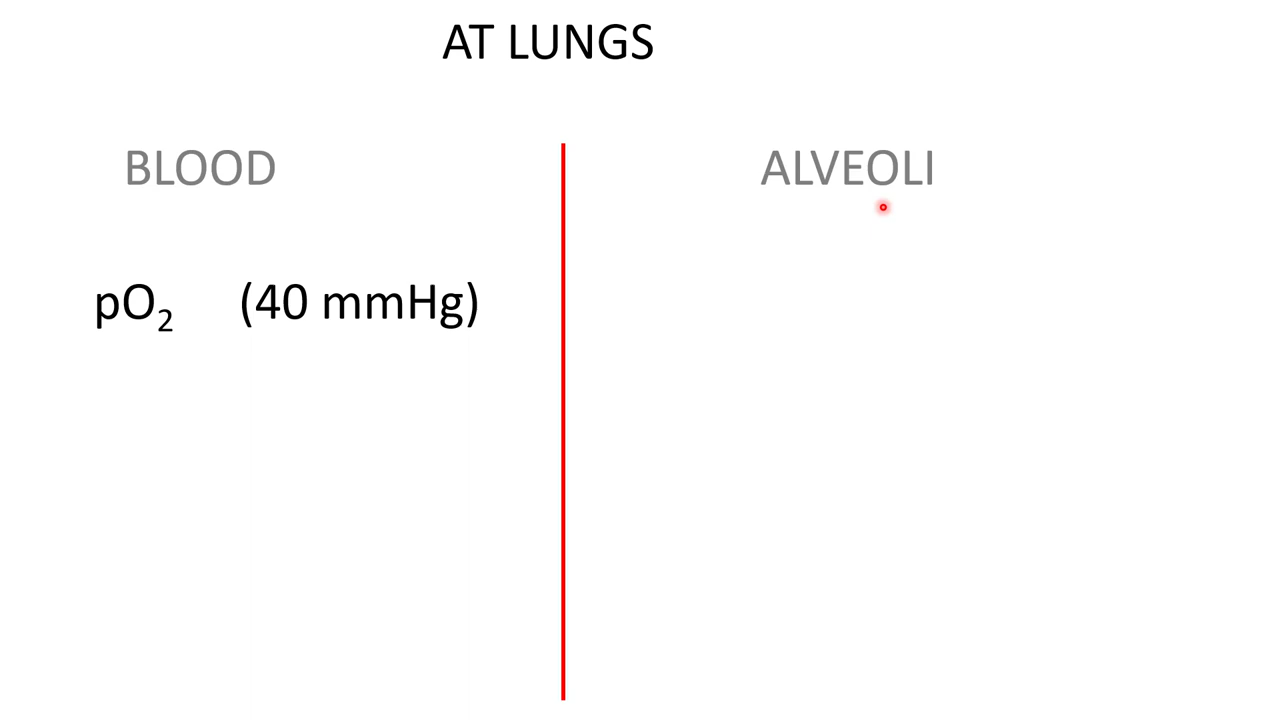 AT LUNGS
BLOOD
ALVEOLI
pO₂ (40 mmHg)